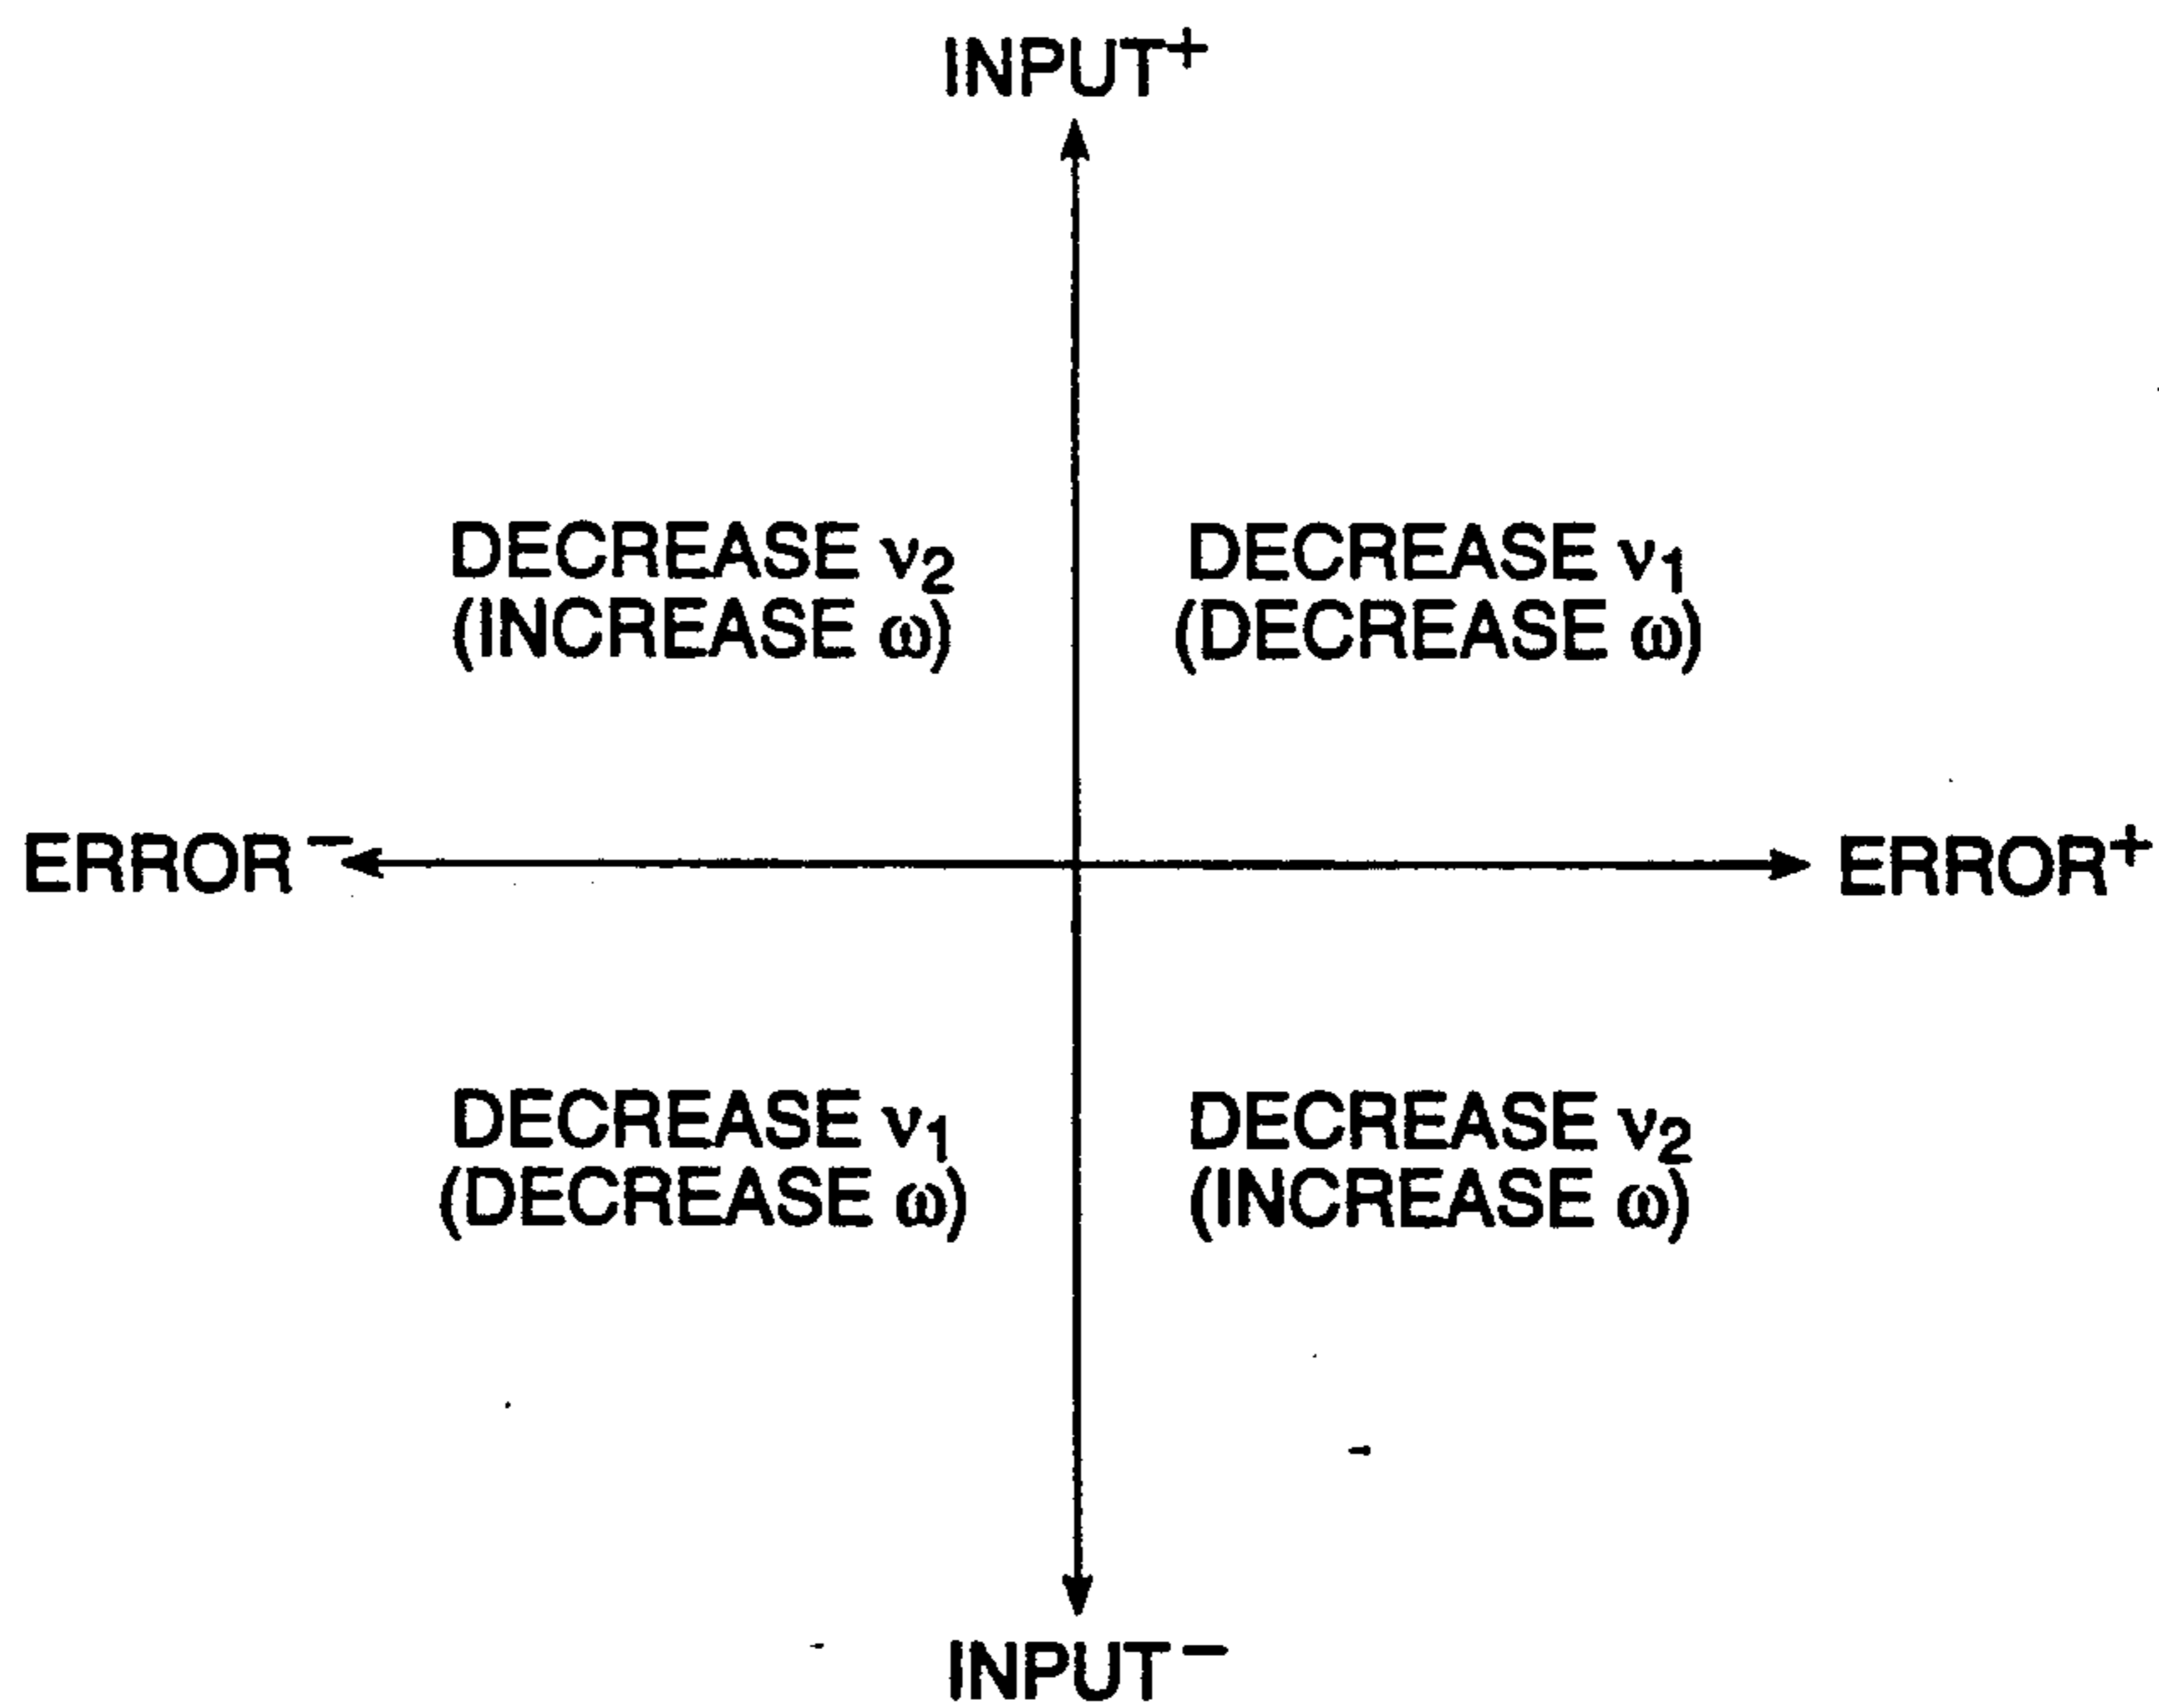 INPUT⁺
DECREASE ν₂
(INCREASE ω)
DECREASE ν₁
(DECREASE ω)
ERROR⁻
ERROR⁺
DECREASE ν₁
(DECREASE ω)
DECREASE ν₂
(INCREASE ω)
INPUT⁻